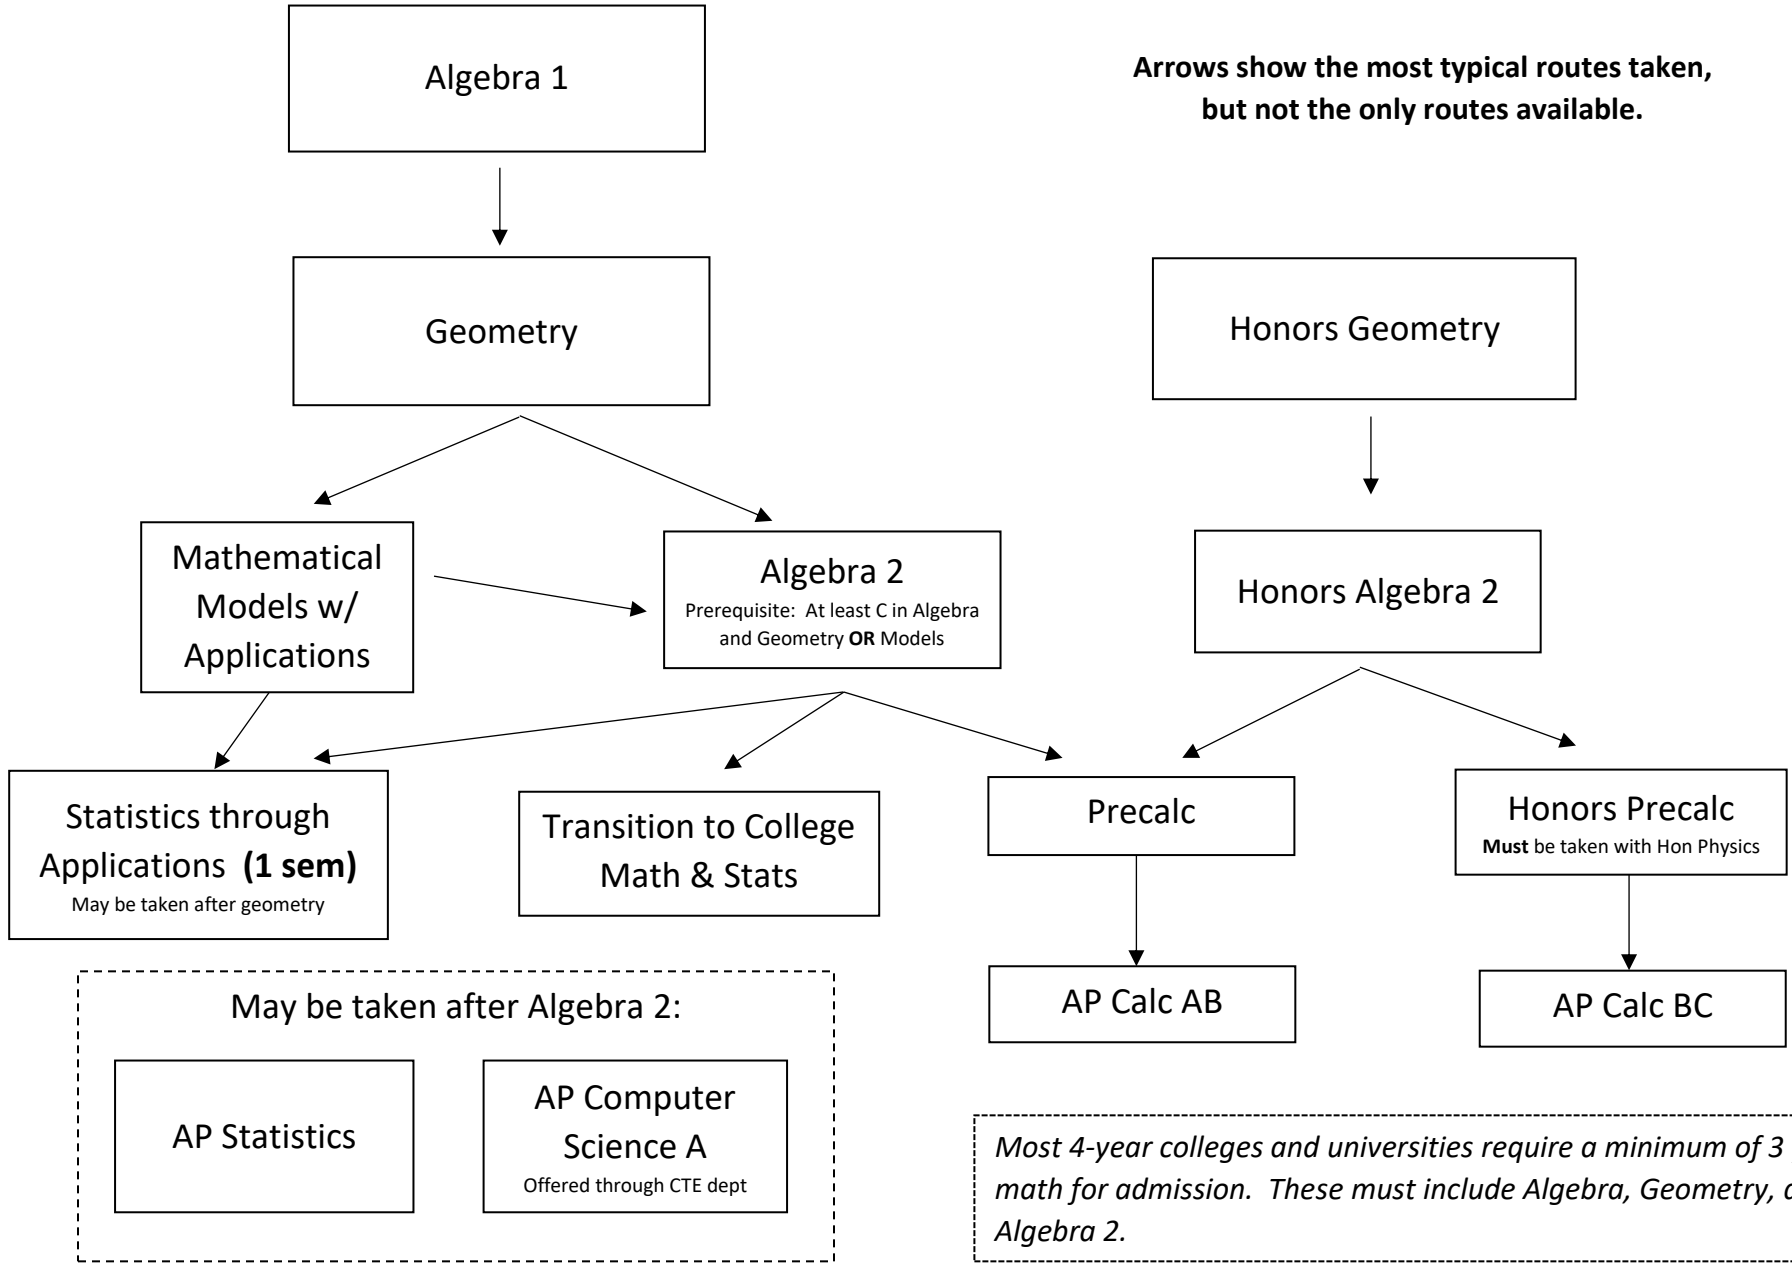 Algebra 1
Arrows show the most typical routes taken,
but not the only routes available.
Geometry
Honors Geometry
Mathematical
Models w/
Applications
Algebra 2
Prerequisite: At least C in Algebra
and Geometry OR Models
Honors Algebra 2
Statistics through
Applications (1 sem)
May be taken after geometry
Transition to College
Math & Stats
Precalc
Honors Precalc
Must be taken with Hon Physics
AP Calc AB
AP Calc BC
May be taken after Algebra 2:
AP Statistics
AP Computer
Science A
Offered through CTE dept
Most 4-year colleges and universities require a minimum of 3
math for admission. These must include Algebra, Geometry,
Algebra 2.